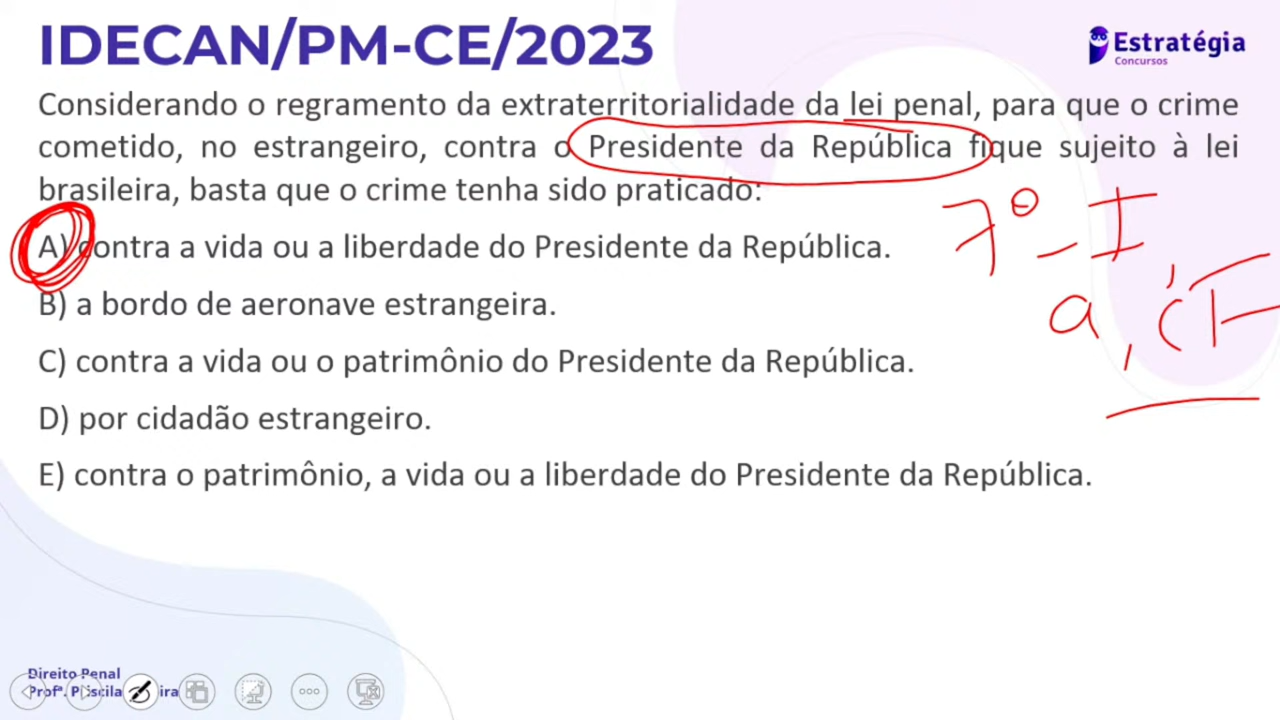 IDECAN/PM-CE/2023
Estratégia
Concursos
Considerando o regramento da extraterritorialidade da lei penal, para que o crime
cometido, no estrangeiro, contra o Presidente da República fique sujeito à lei
brasileira, basta que o crime tenha sido praticado:
A) contra a vida ou a liberdade do Presidente da República.
B) a bordo de aeronave estrangeira.
C) contra a vida ou o patrimônio do Presidente da República.
D) por cidadão estrangeiro.
E) contra o patrimônio, a vida ou a liberdade do Presidente da República.
7º - I
a
Direito Penal
Profª.